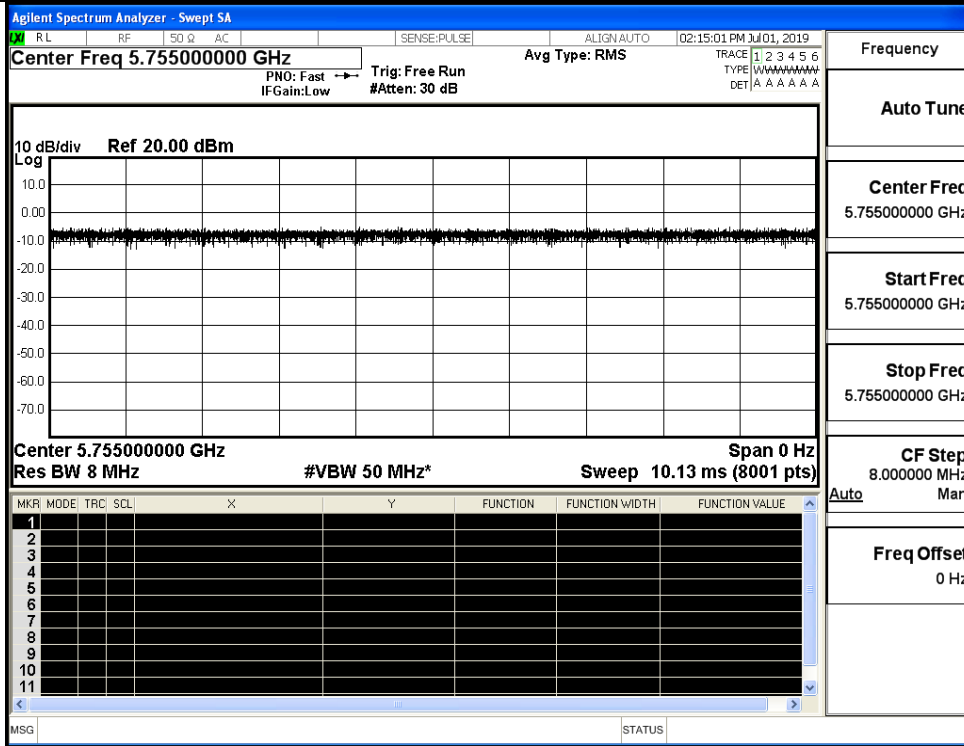 Agilent Spectrum Analyzer - Swept SA
LXI RL RF 50 Ω AC SENSE:PULSE ALIGN AUTO 02:15:01 PM Jul 01, 2019
Center Freq 5.755000000 GHz
PNO: Fast
IFGain:Low
Trig: Free Run
#Atten: 30 dB
Avg Type: RMS
TRACE 1 2 3 4 5 6
TYPE WWWWWW
DET A A A A A A
10 dB/div Ref 20.00 dBm
Log
10.0
0.00
-10.0
-20.0
-30.0
-40.0
-50.0
-60.0
-70.0
Center 5.755000000 GHz Span 0 Hz
Res BW 8 MHz #VBW 50 MHz* Sweep 10.13 ms (8001 pts)
MKR MODE TRC SCL X Y FUNCTION FUNCTION WIDTH FUNCTION VALUE
1
2
3
4
5
6
7
8
9
10
11
MSG STATUS
Frequency
Auto Tune
Center Freq
5.755000000 GHz
Start Freq
5.755000000 GHz
Stop Freq
5.755000000 GHz
CF Step
8.000000 MHz
Auto Man
Freq Offset
0 Hz